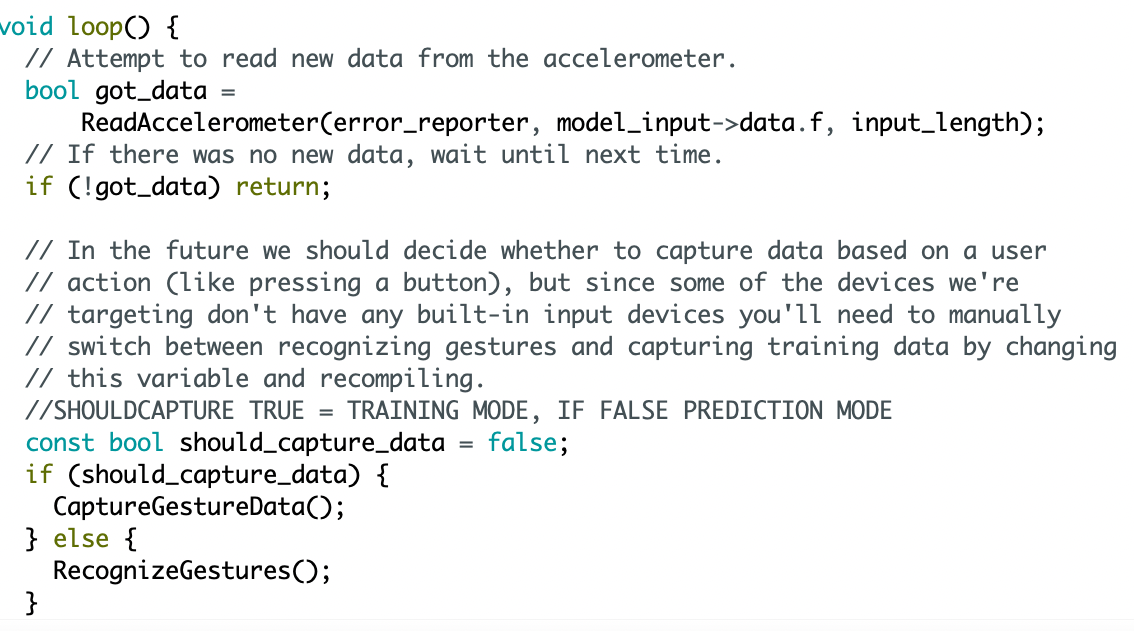 void loop() {
  // Attempt to read new data from the accelerometer.
  bool got_data =
      ReadAccelerometer(error_reporter, model_input->data.f, input_length);
  // If there was no new data, wait until next time.
  if (!got_data) return;

  // In the future we should decide whether to capture data based on a user
  // action (like pressing a button), but since some of the devices we're
  // targeting don't have any built-in input devices you'll need to manually
  // switch between recognizing gestures and capturing training data by changing
  // this variable and recompiling.
  //SHOULDCAPTURE TRUE = TRAINING MODE, IF FALSE PREDICTION MODE
  const bool should_capture_data = false;
  if (should_capture_data) {
    CaptureGestureData();
  } else {
    RecognizeGestures();
  }